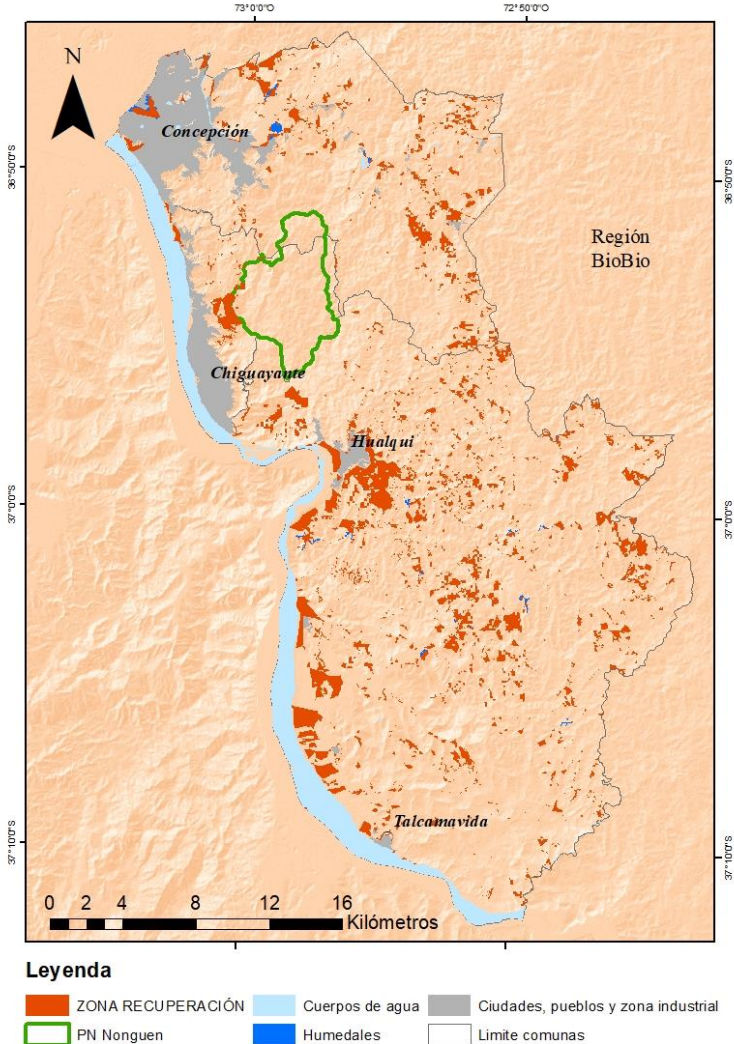 73°0'0"O
72°50'0"O
N
Concepción
36°50'0"S
36°50'0"S
Región
BioBio
Chiguayante
Hualqui
37°0'0"S
37°0'0"S
Talcamavida
37°10'0"S
37°10'0"S
0 2 4 8 12 16
Kilómetros
Leyenda
ZONA RECUPERACIÓN Cuerpos de agua Ciudades, pueblos y zona industrial
PN Nonguen Humedales Limite comunas